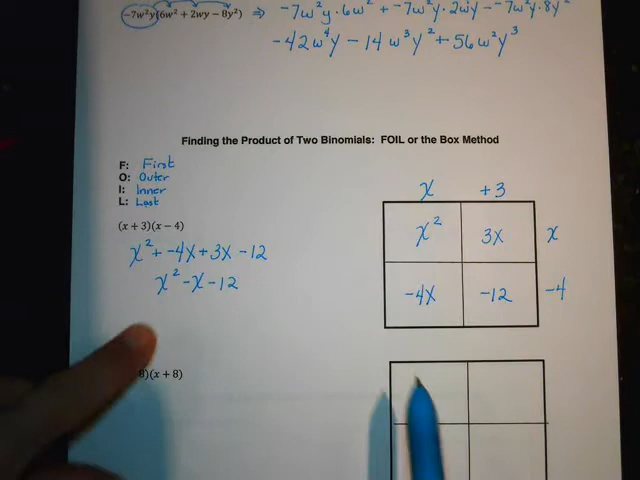 -7w²y(6w² + 2wy - 8y²) ⇒ -7w²y·6w² + -7w²y·2wy - -7w²y·8y²
-42w⁴y - 14w³y² + 56w²y³
Finding the Product of Two Binomials: FOIL or the Box Method
F: First
O: Outer
I: Inner
L: Last
x +3
(x + 3)(x - 4)
x² 3x x
x² + -4x + 3x - 12
x² - x - 12
-4x -12 -4
8)(x + 8)